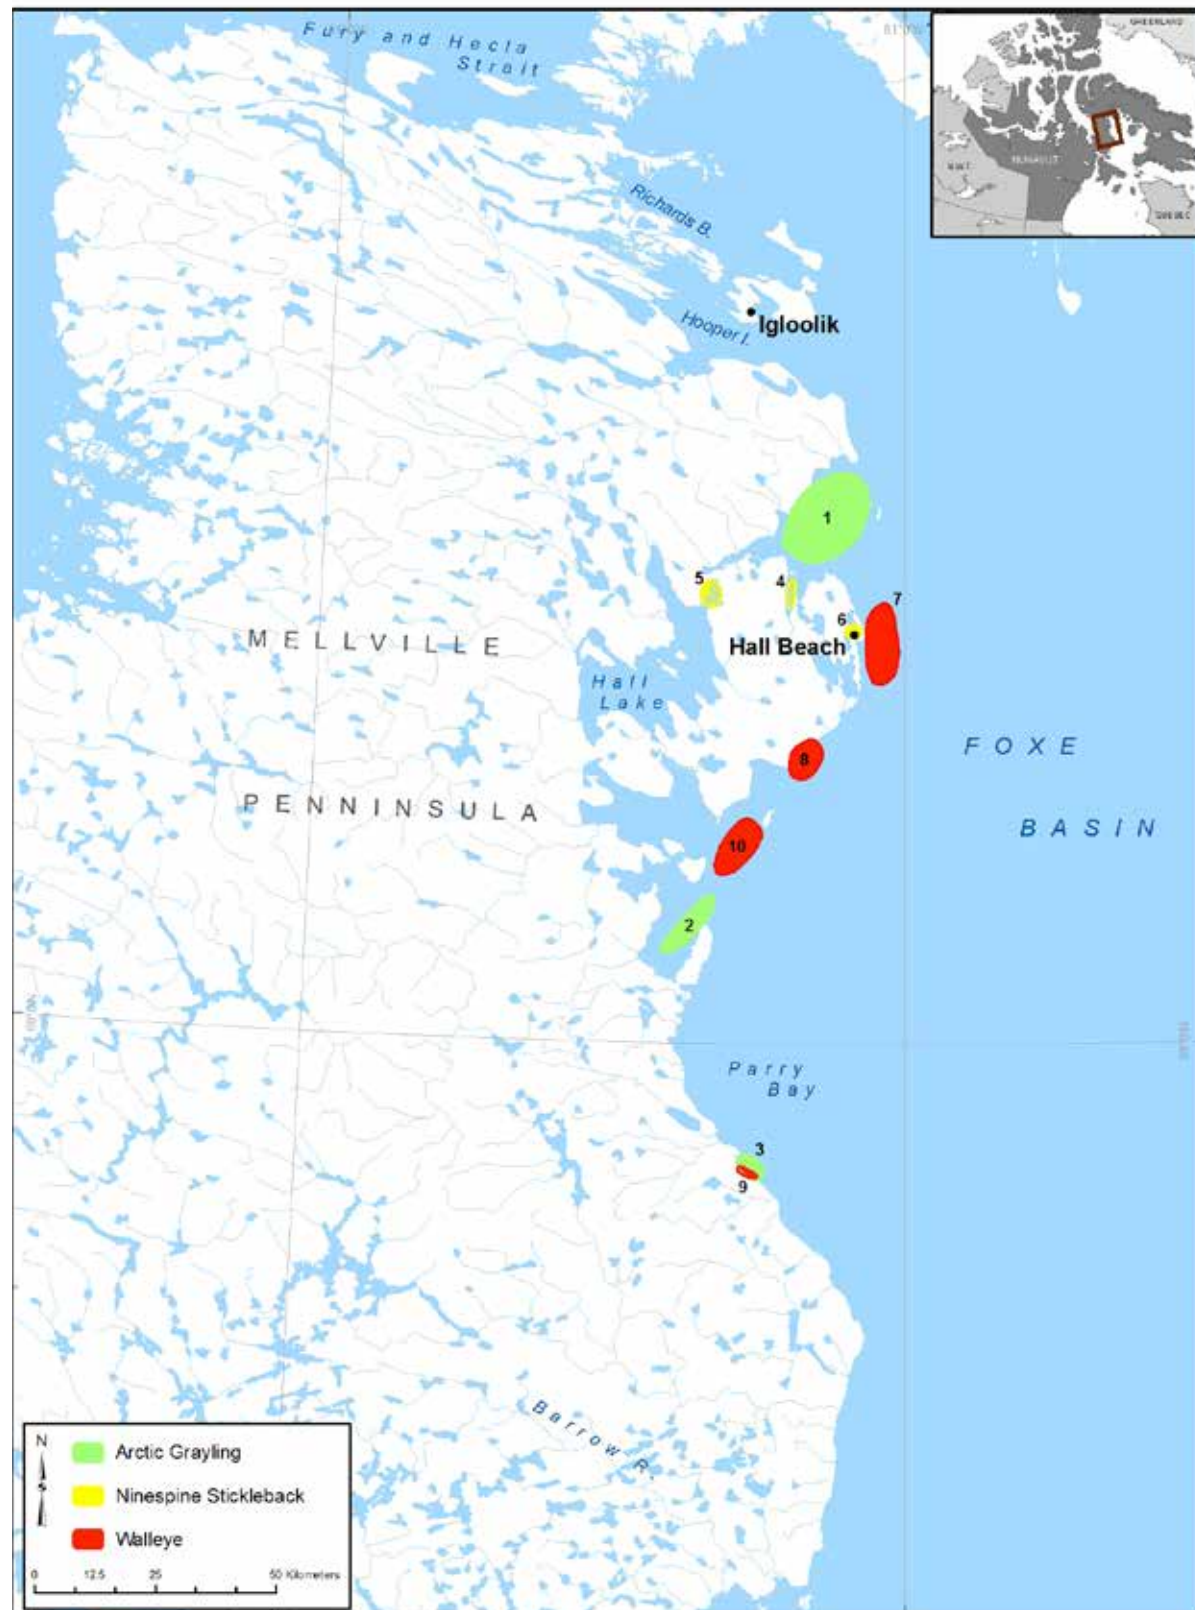 Fury and Hecla
Strait
81°0'
GREENLAND
N.W.T.
NUNAVUT
QUEBEC
Richards B.
Hooper I.
Igloolik
1
5
4
7
6
Hall Beach
MELLVILLE
Hall
Lake
FOXE
8
PENNINSULA
BASIN
10
2
Parry
Bay
3
9
Barrow R.
N
S
Arctic Grayling
Ninespine Stickleback
Walleye
0 12.5 25 50 Kilometers